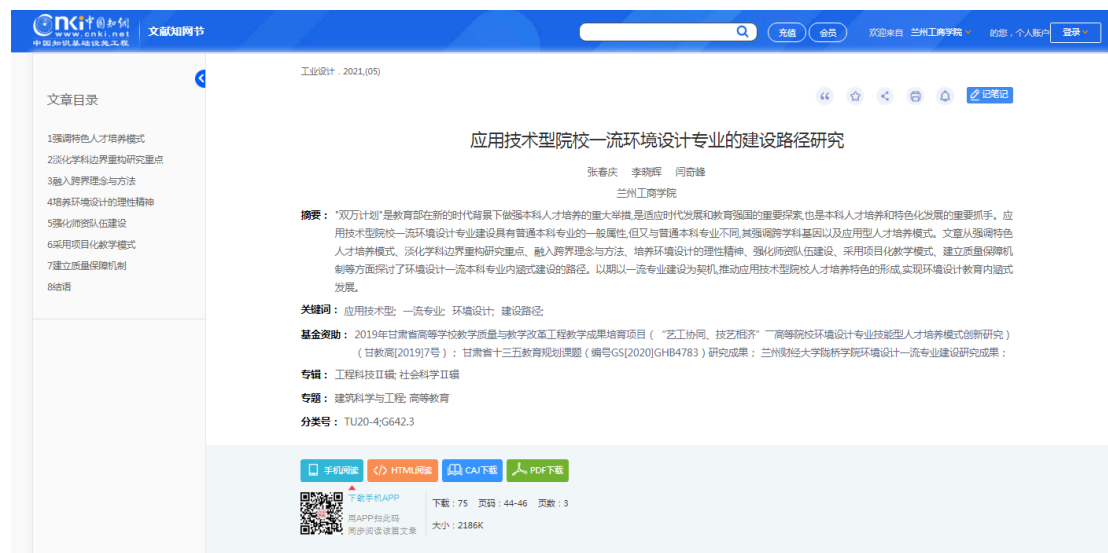 Cnki中国知网
www.cnki.net
中国知识基础设施工程
文献知网节
充值
会员
欢迎来自 兰州工商学院 的您，个人账户
登录
文章目录
1强调特色人才培养模式
2淡化学科边界重构研究重点
3融入跨界理念与方法
4培养环境设计的理性精神
5强化师资队伍建设
6采用项目化教学模式
7建立质量保障机制
8结语
工业设计 . 2021,(05)
记笔记
应用技术型院校一流环境设计专业的建设路径研究
张春庆 李晓辉 闫奇峰
兰州工商学院
摘要： "双万计划"是教育部在新的时代背景下做强本科人才培养的重大举措,是适应时代发展和教育强国的重要探索,也是本科人才培养和特色化发展的重要抓手。应
用技术型院校一流环境设计专业建设具有普通本科专业的一般属性,但又与普通本科专业不同,其强调跨学科基因以及应用型人才培养模式。文章从强调特色
人才培养模式、淡化学科边界重构研究重点、融入跨界理念与方法、培养环境设计的理性精神、强化师资队伍建设、采用项目化教学模式、建立质量保障机
制等方面探讨了环境设计一流本科专业内涵式建设的路径。以期以一流专业建设为契机,推动应用技术型院校人才培养特色的形成,实现环境设计教育内涵式
发展。
关键词： 应用技术型; 一流专业; 环境设计; 建设路径;
基金资助： 2019年甘肃省高等学校教学质量与教学改革工程教学成果培育项目（ “艺工协同、技艺相济”￣高等院校环境设计专业技能型人才培养模式创新研究）
（甘教高[2019]7号）； 甘肃省十三五教育规划课题（编号GS[2020]GHB4783）研究成果； 兰州财经大学陇桥学院环境设计一流专业建设研究成果；
专辑： 工程科技Ⅱ辑; 社会科学Ⅱ辑
专题： 建筑科学与工程; 高等教育
分类号： TU20-4;G642.3
手机阅读
HTML阅读
CAJ下载
PDF下载
下载手机APP
用APP扫此码
同步阅读该篇文章
下载：75 页码：44-46 页数：3
大小：2186K